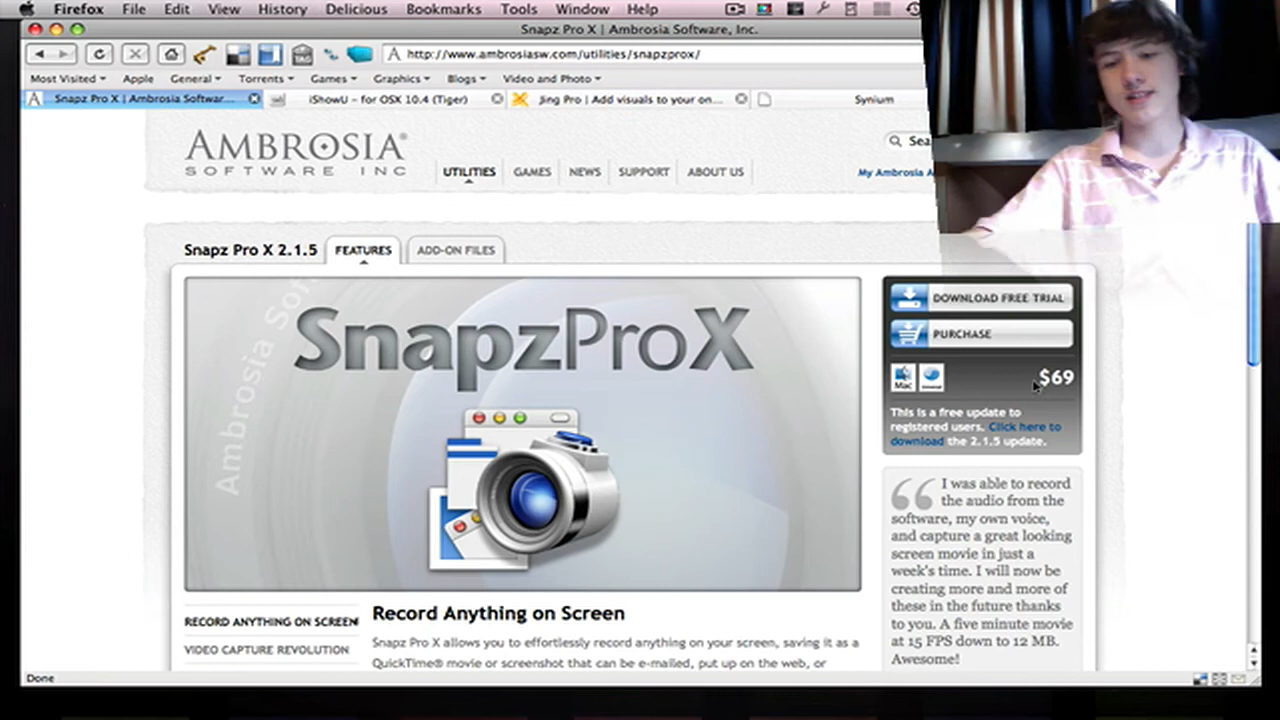 Firefox File Edit View History Delicious Bookmarks Tools Window Help
Snapz Pro X | Ambrosia Software, Inc.
http://www.ambrosiasw.com/utilities/snapzprox/
Most Visited Apple General Torrents Games Graphics Blogs Video and Photo
Snapz Pro X | Ambrosia Softwar... iShowU - for OSX 10.4 (Tiger) Jing Pro | Add visuals to your on... Synium
AMBROSIA®
SOFTWARE INC
UTILITIES GAMES NEWS SUPPORT ABOUT US
Sea
My Ambrosia A
Snapz Pro X 2.1.5 FEATURES ADD-ON FILES
Ambrosia Sof
SnapzProX
DOWNLOAD FREE TRIAL
PURCHASE
Mac
$69
This is a free update to
registered users. Click here to
download the 2.1.5 update.
I was able to record
the audio from the
software, my own voice,
and capture a great looking
screen movie in just a
week's time. I will now be
creating more and more of
these in the future thanks
to you. A five minute movie
at 15 FPS down to 12 MB.
Awesome!
RECORD ANYTHING ON SCREEN
VIDEO CAPTURE REVOLUTION
Record Anything on Screen
Snapz Pro X allows you to effortlessly record anything on your screen, saving it as a
QuickTime® movie or screenshot that can be e-mailed, put up on the web, or
Done